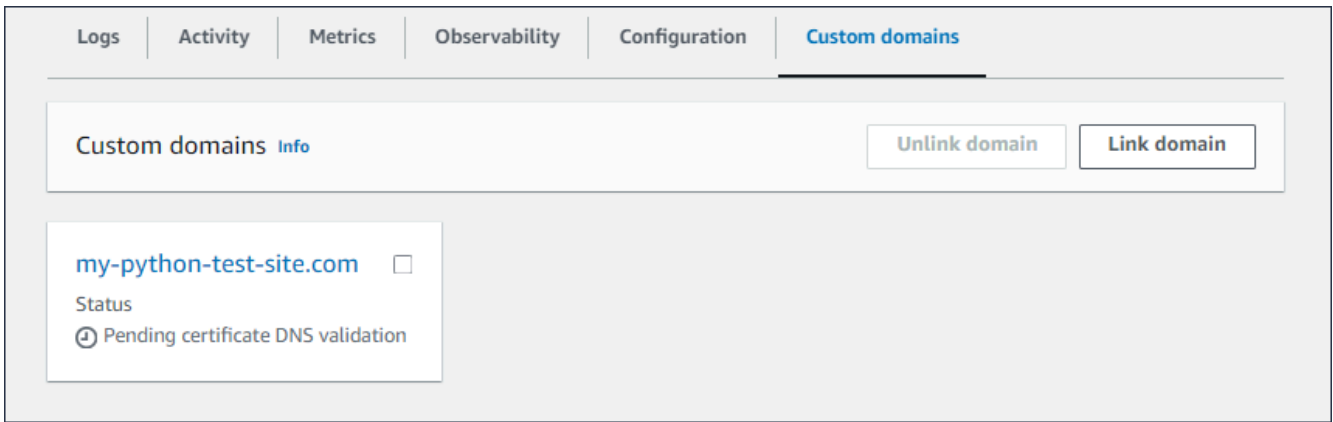 Logs Activity Metrics Observability Configuration Custom domains
Custom domains Info Unlink domain Link domain
my-python-test-site.com
Status
Pending certificate DNS validation